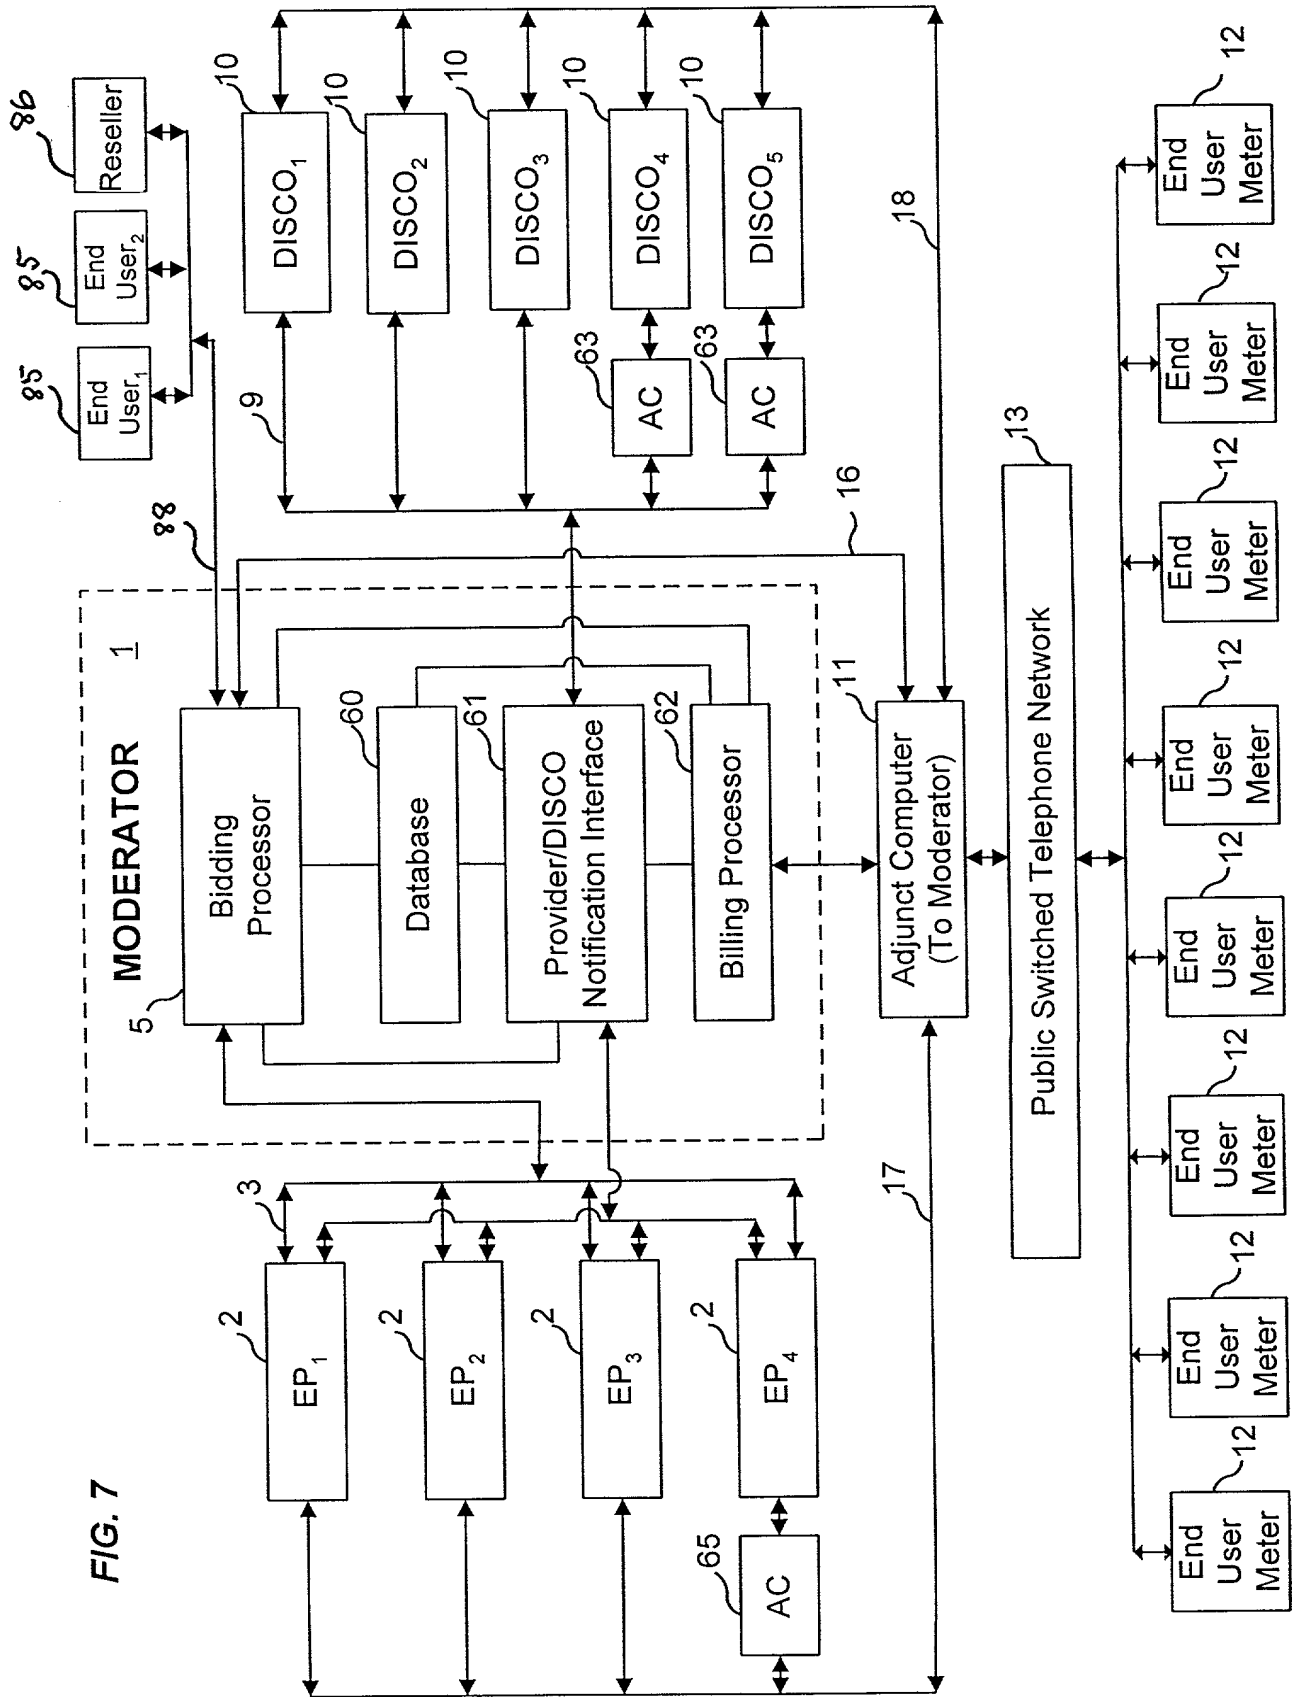 FIG. 7
MODERATOR
1
5
Bidding
Processor
60
Database
61
Provider/DISCO
Notification Interface
62
Billing Processor
88
85
End
User1
85
End
User2
86
Reseller
3
2
EP1
2
EP2
2
EP3
2
EP4
65
AC
9
10
DISCO1
10
DISCO2
10
DISCO3
10
DISCO4
10
DISCO5
63
AC
63
AC
16
17
18
11
Adjunct Computer
(To Moderator)
13
Public Switched Telephone Network
12
End
User
Meter
12
End
User
Meter
12
End
User
Meter
12
End
User
Meter
12
End
User
Meter
12
End
User
Meter
12
End
User
Meter
12
End
User
Meter